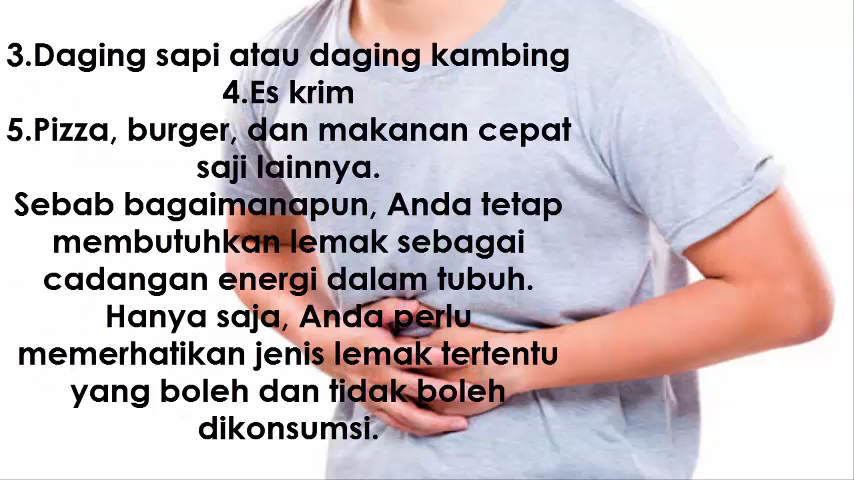 3.Daging sapi atau daging kambing
4.Es krim
5.Pizza, burger, dan makanan cepat
saji lainnya.
Sebab bagaimanapun, Anda tetap
membutuhkan lemak sebagai
cadangan energi dalam tubuh.
Hanya saja, Anda perlu
memerhatikan jenis lemak tertentu
yang boleh dan tidak boleh
dikonsumsi.